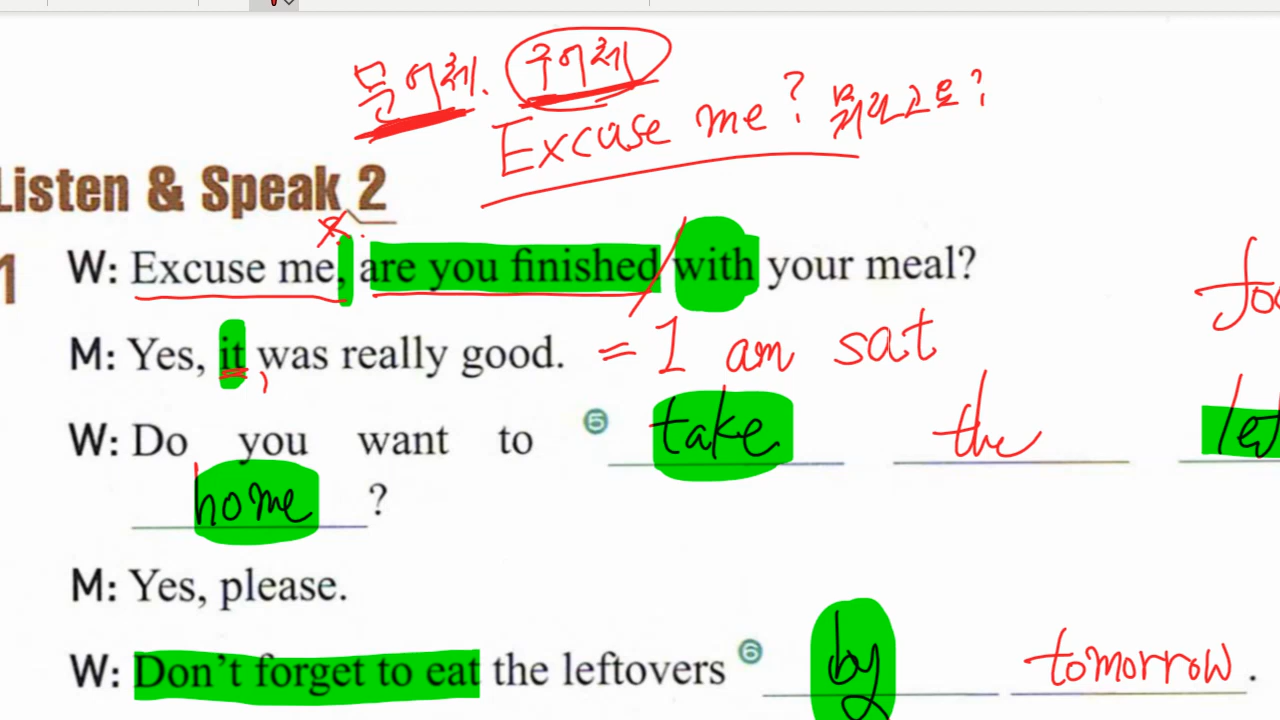 문어체. 구어체
Excuse me? 뭐라고요?
Listen & Speak 2
1 W: Excuse me, are you finished with your meal?
M: Yes, it was really good. = I am sat
W: Do you want to ⑤ take the
home ?
M: Yes, please.
W: Don't forget to eat the leftovers ⑥ by tomorrow.